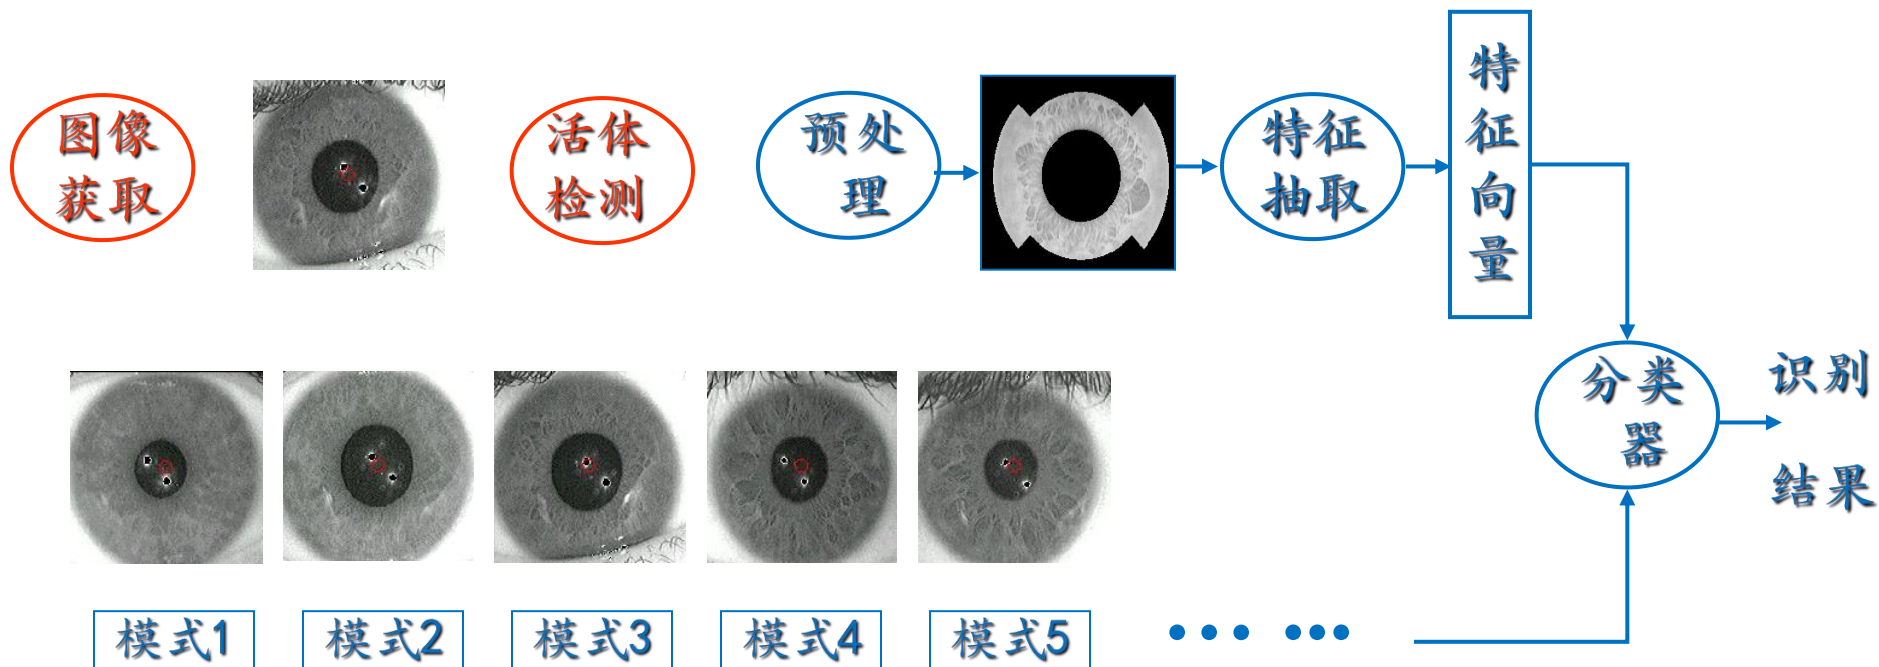 图像
获取
活体
检测
预处
理
特征
抽取
特
征
向
量
分类
器
识别
结果
模式1
模式2
模式3
模式4
模式5